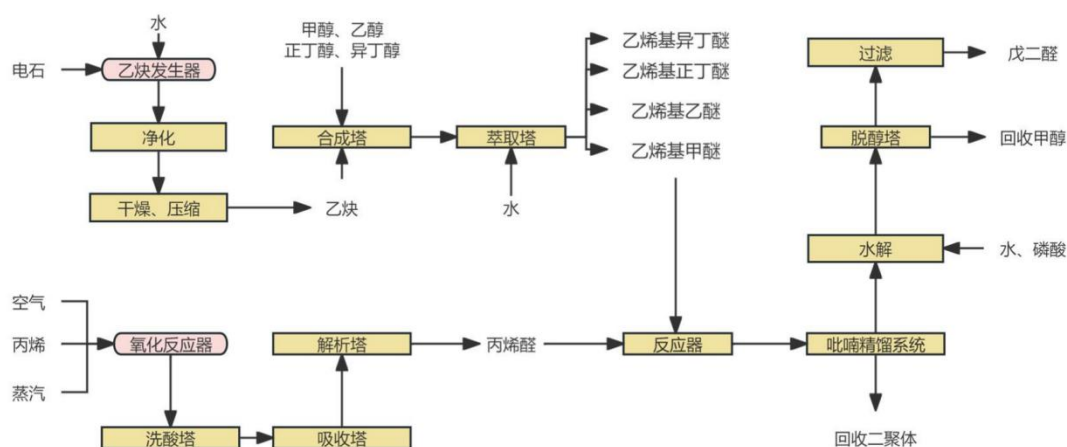 水
电石
乙炔发生器
净化
干燥、压缩
乙炔
甲醇、乙醇
正丁醇、异丁醇
合成塔
萃取塔
水
乙烯基异丁醚
乙烯基正丁醚
乙烯基乙醚
乙烯基甲醚
过滤
戊二醛
脱醇塔
回收甲醇
水解
水、磷酸
空气
丙烯
蒸汽
氧化反应器
洗酸塔
吸收塔
解析塔
丙烯醛
反应器
吡喃精馏系统
回收二聚体